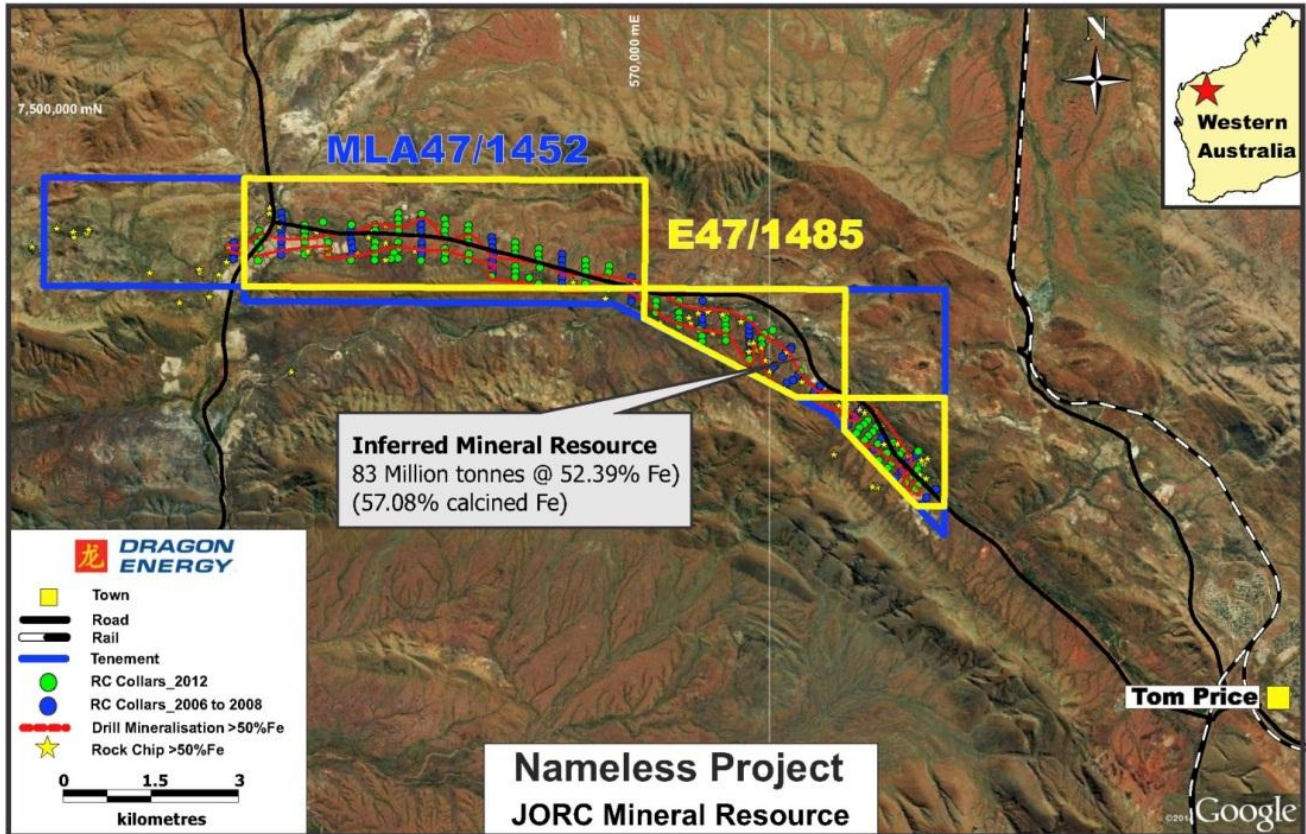 7,500,000 mN
570,000 mE
N
Western
Australia
MLA47/1452
E47/1485
Inferred Mineral Resource
83 Million tonnes @ 52.39% Fe)
(57.08% calcined Fe)
龙 DRAGON
ENERGY
Town
Road
Rail
Tenement
RC Collars_2012
RC Collars_2006 to 2008
Drill Mineralisation >50%Fe
Rock Chip >50%Fe
0 1.5 3
kilometres
Tom Price
Nameless Project
JORC Mineral Resource
Google